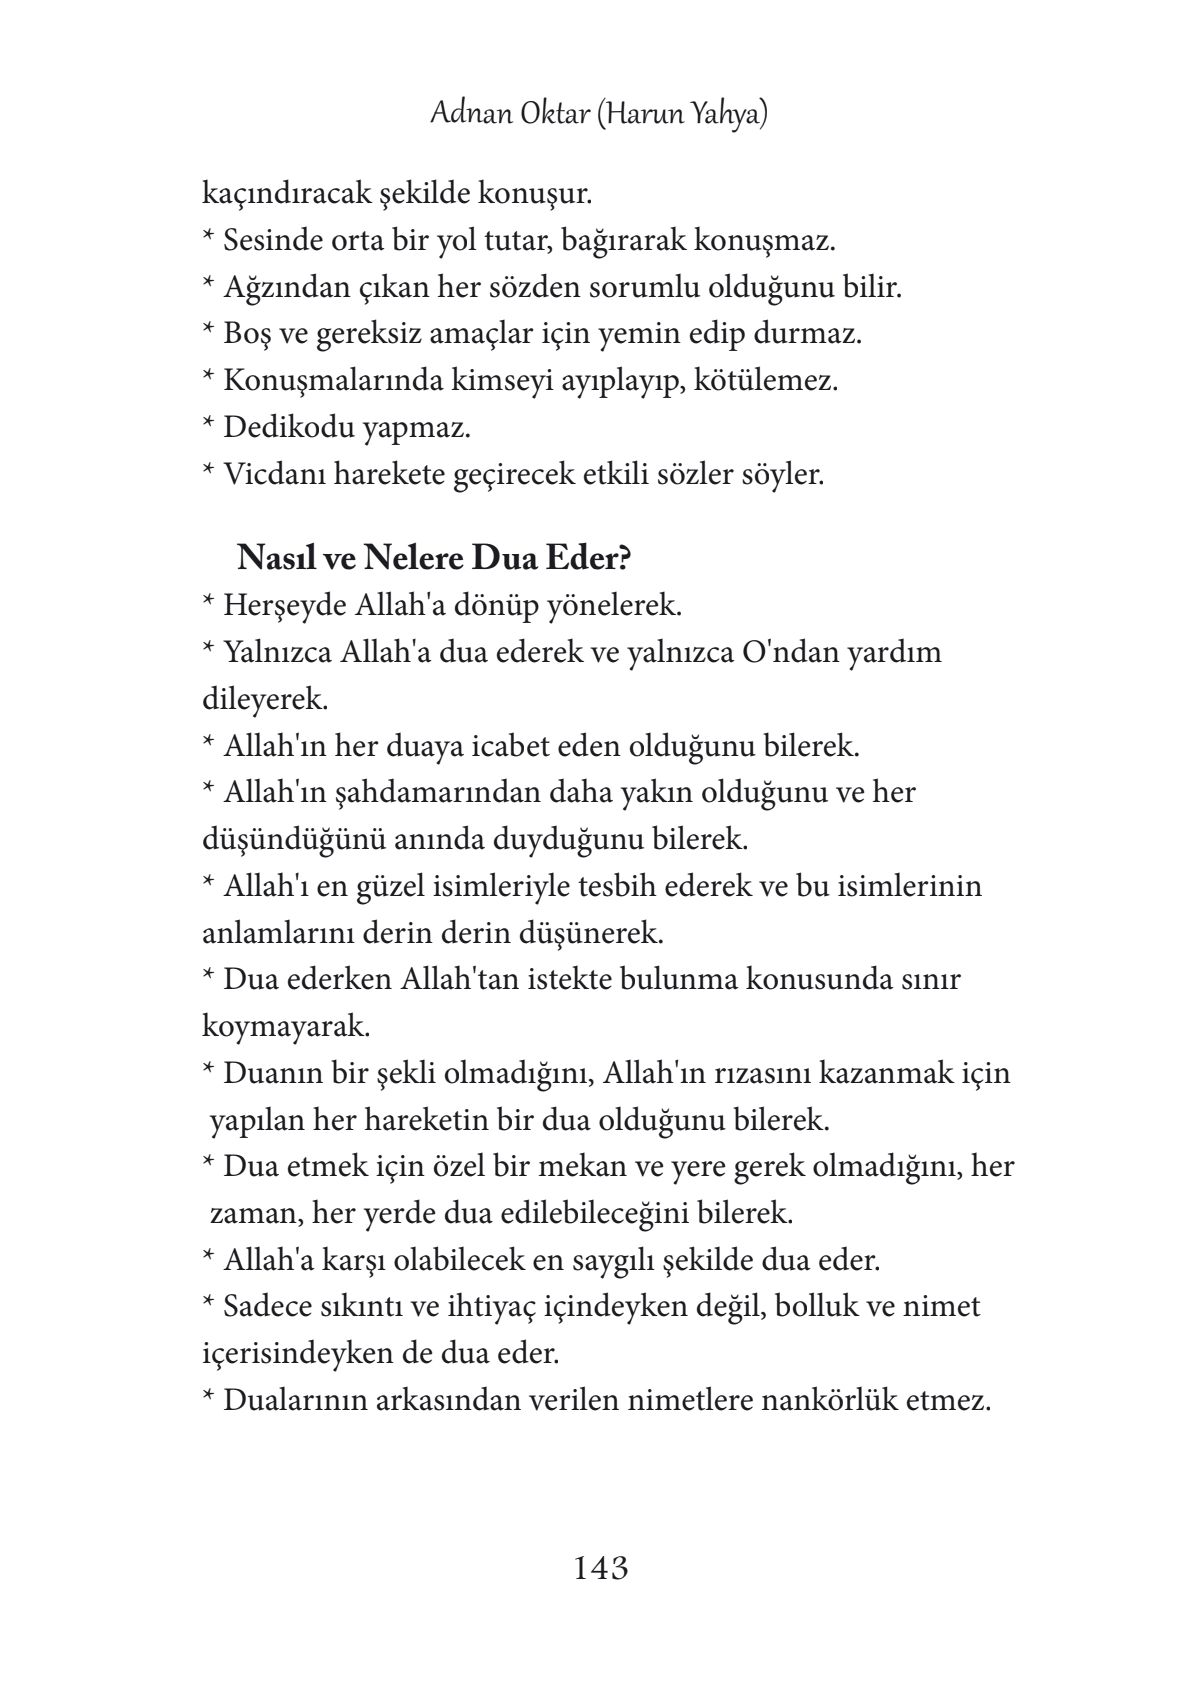 Adnan Oktar (Harun Yahya)
kaçındıracak şekilde konuşur.
* Sesinde orta bir yol tutar, bağırarak konuşmaz.
* Ağzından çıkan her sözden sorumlu olduğunu bilir.
* Boş ve gereksiz amaçlar için yemin edip durmaz.
* Konuşmalarında kimseyi ayıplayıp, kötülemez.
* Dedikodu yapmaz.
* Vicdanı harekete geçirecek etkili sözler söyler.
Nasıl ve Nelere Dua Eder?
* Herşeyde Allah'a dönüp yönelerek.
* Yalnızca Allah'a dua ederek ve yalnızca O'ndan yardım
dileyerek.
* Allah'ın her duaya icabet eden olduğunu bilerek.
* Allah'ın şahdamarından daha yakın olduğunu ve her
düşündüğünü anında duyduğunu bilerek.
* Allah'ı en güzel isimleriyle tesbih ederek ve bu isimlerinin
anlamlarını derin derin düşünerek.
* Dua ederken Allah'tan istekte bulunma konusunda sınır
koymayarak.
* Duanın bir şekli olmadığını, Allah'ın rızasını kazanmak için
yapılan her hareketin bir dua olduğunu bilerek.
* Dua etmek için özel bir mekan ve yere gerek olmadığını, her
zaman, her yerde dua edilebileceğini bilerek.
* Allah'a karşı olabilecek en saygılı şekilde dua eder.
* Sadece sıkıntı ve ihtiyaç içindeyken değil, bolluk ve nimet
içerisindeyken de dua eder.
* Dualarının arkasından verilen nimetlere nankörlük etmez.
143